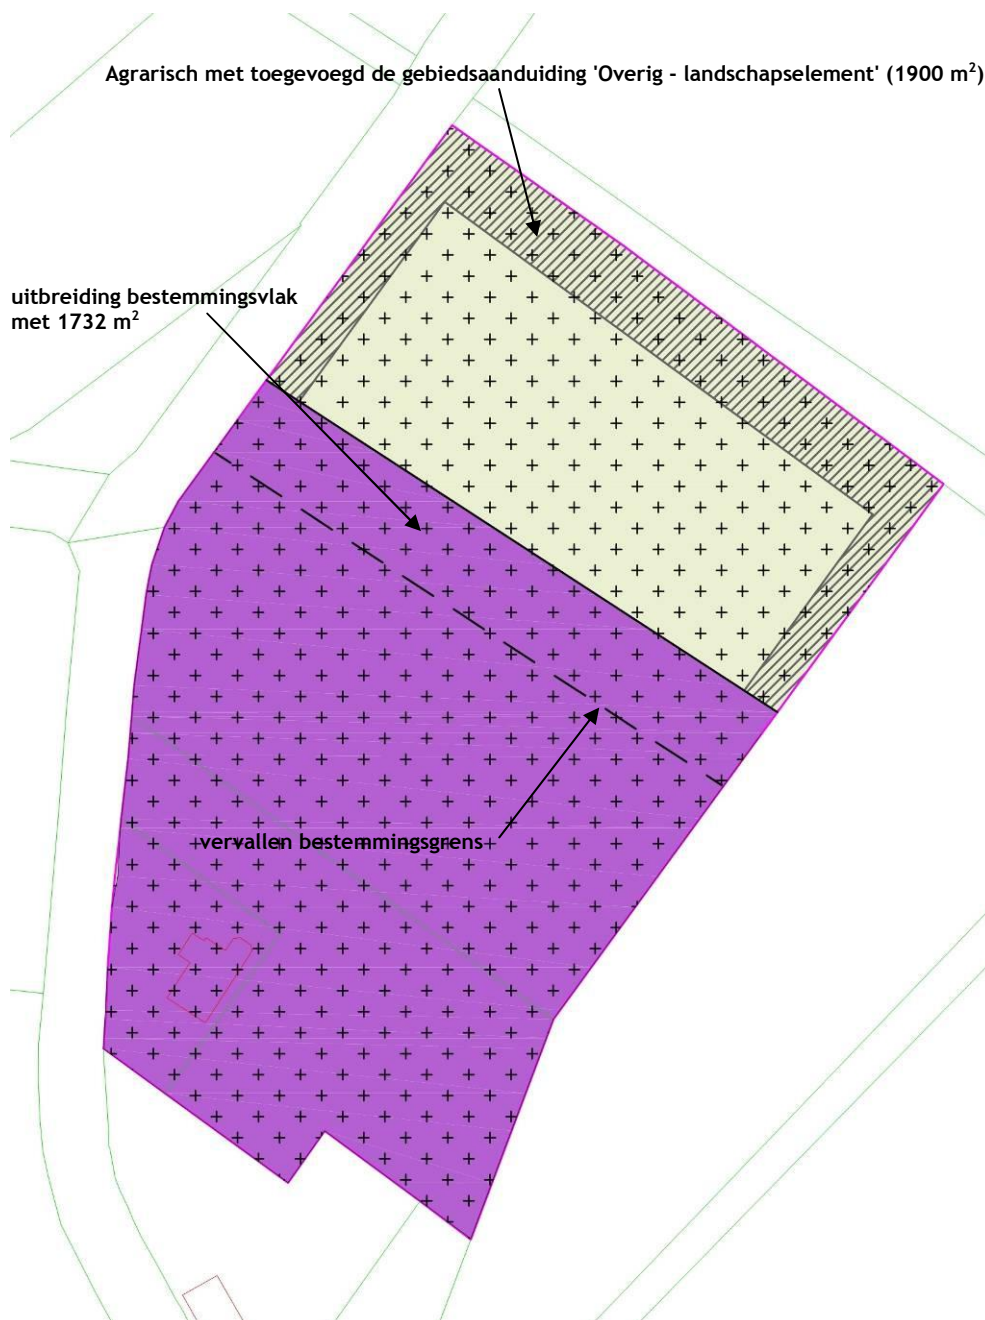 Agrarisch met toegevoegd de gebiedsaanduiding 'Overig - landschapselement' (1900 m²)
uitbreiding bestemmingsvlak
met 1732 m²
vervallen bestemmingsgrens